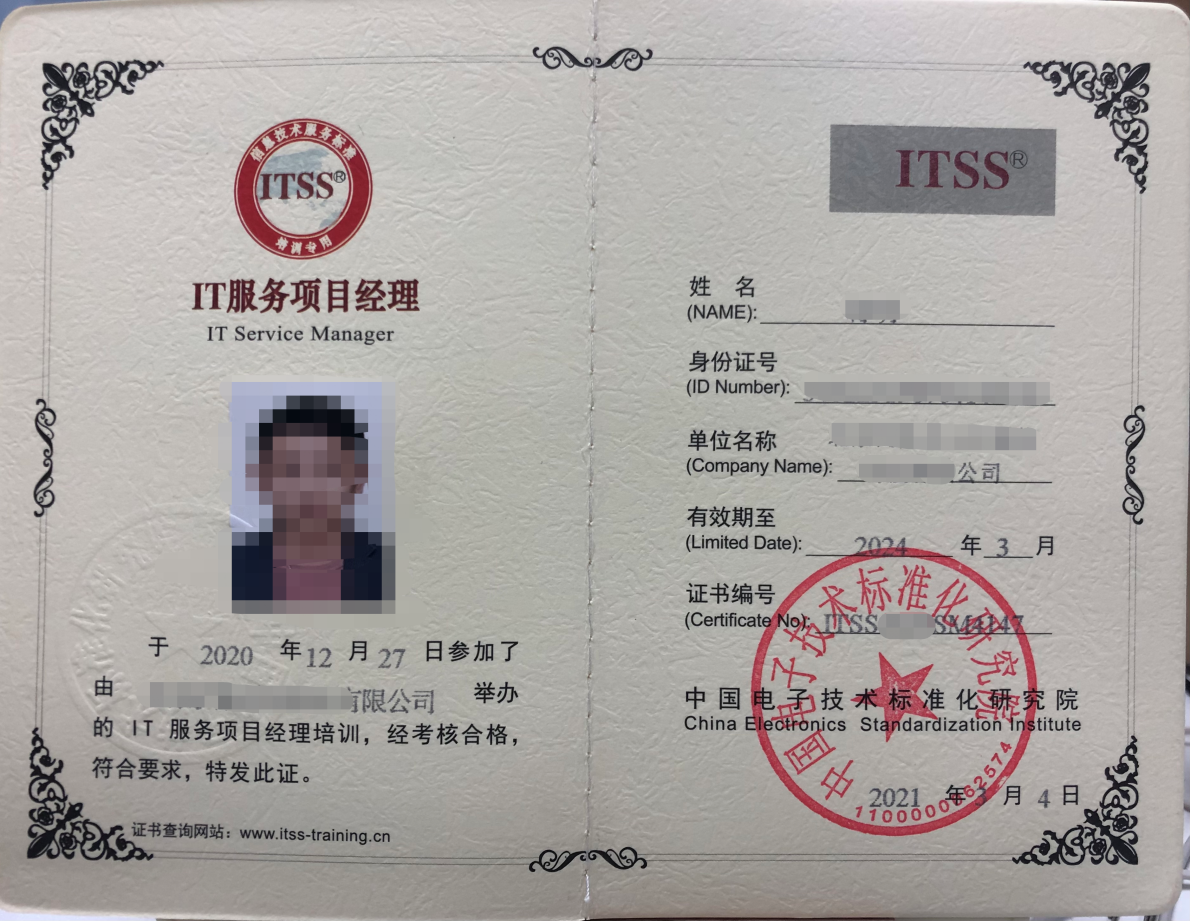 信息技术服务标准
ITSS®
培训专用
IT服务项目经理
IT Service Manager
于 2020 年 12 月 27 日参加了
由 有限公司 举办
的 IT 服务项目经理培训，经考核合格，
符合要求，特发此证。
证书查询网站：www.itss-training.cn
ITSS®
姓 名
(NAME):
身份证号
(ID Number):
单位名称
(Company Name):
公司
有效期至
(Limited Date): 2024 年 3 月
证书编号
(Certificate No): ITSS SM4147
中国电子技术标准化研究院
China Electronics Standardization Institute
2021 年 3 月 4 日
中国电子技术标准化研究院
1100000862574